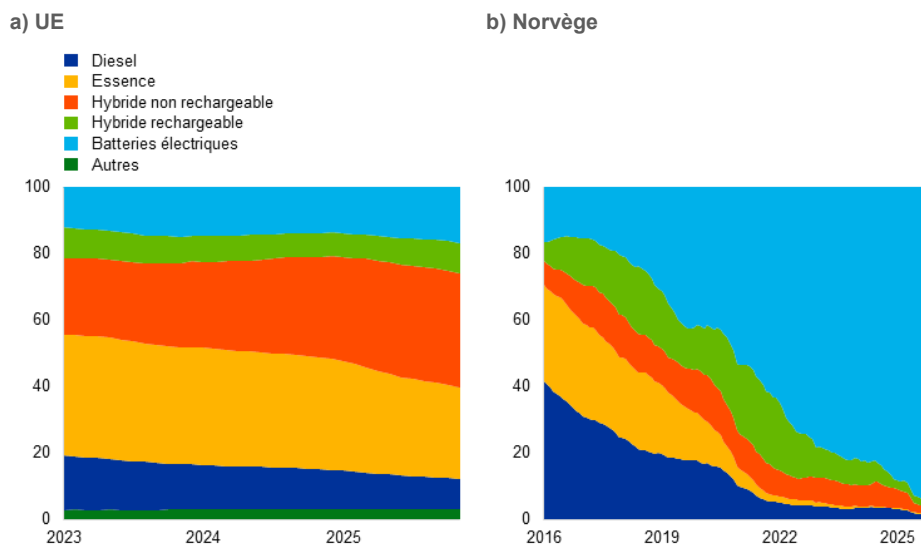 a) UE
b) Norvège
Diesel
Essence
Hybride non rechargeable
Hybride rechargeable
Batteries électriques
Autres
100
80
60
40
20
0
2023
2024
2025
100
80
60
40
20
0
2016
2019
2022
2025